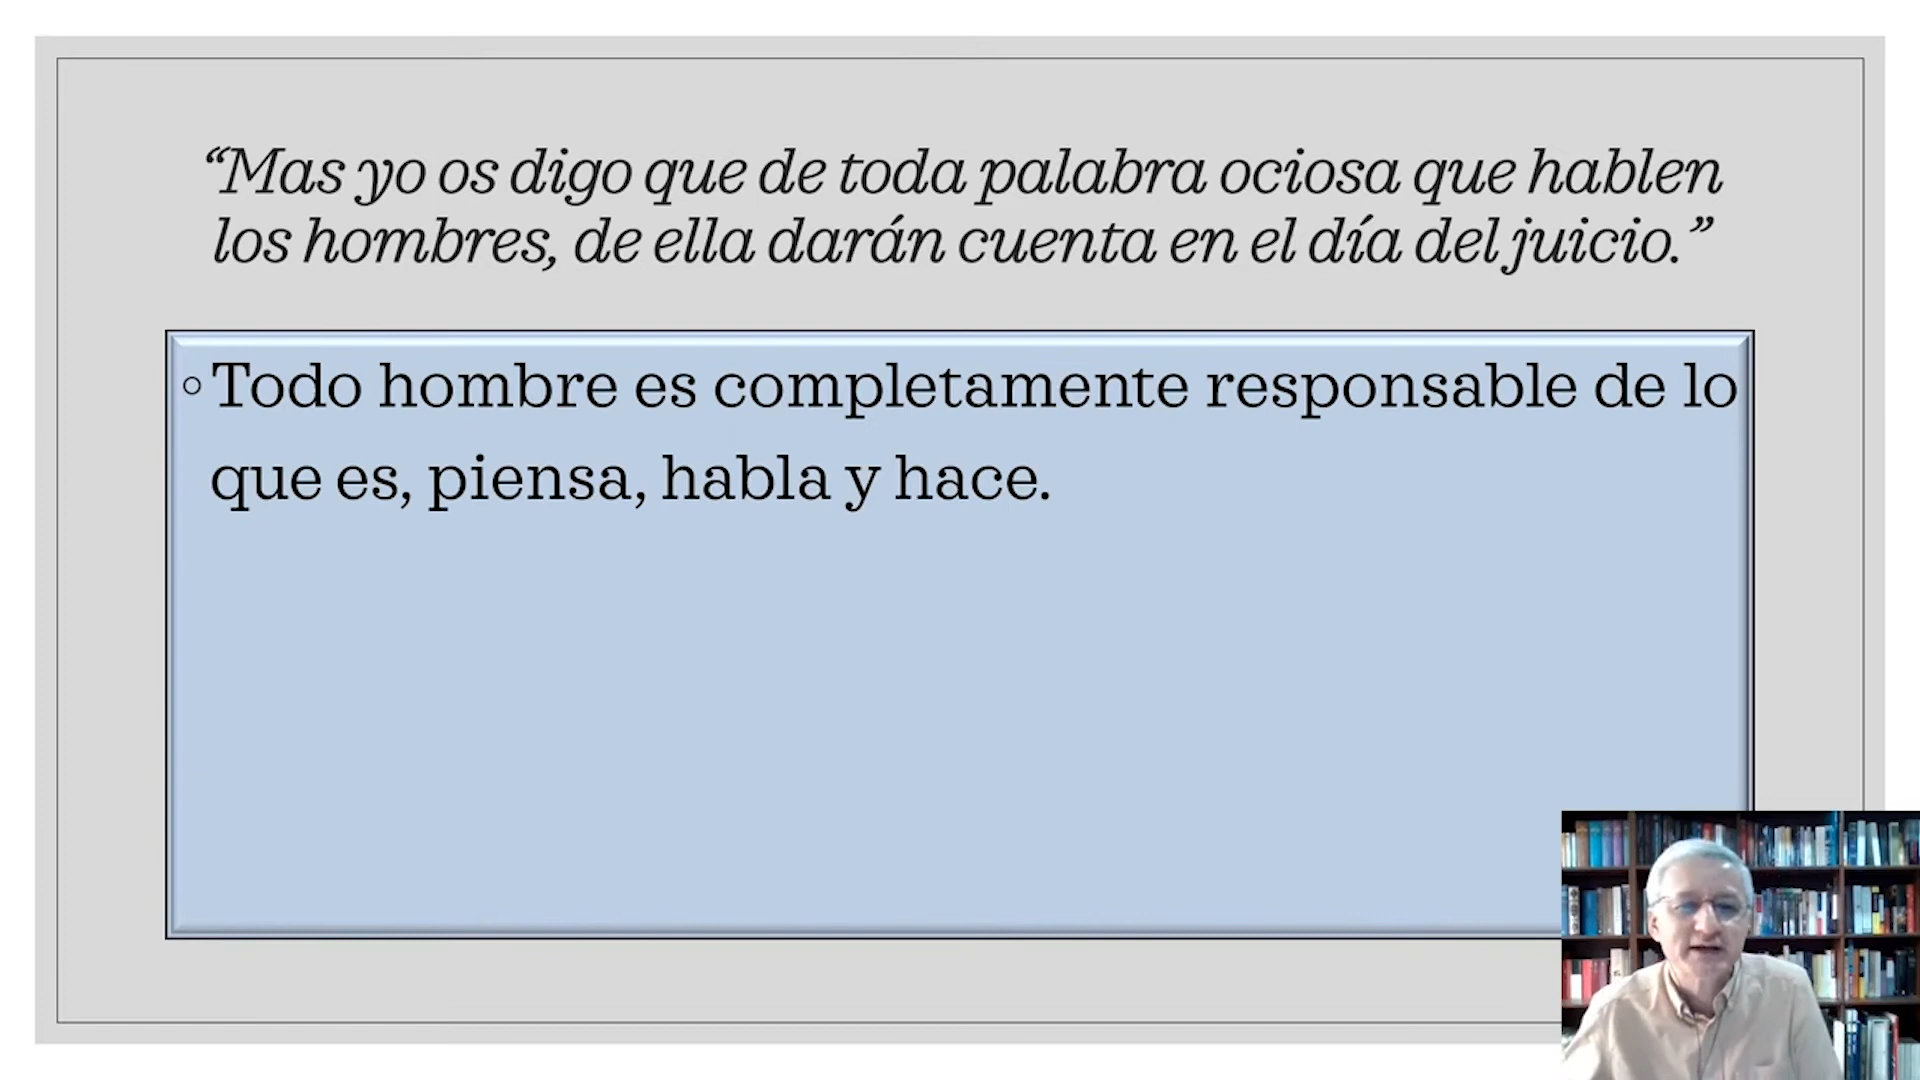 “Mas yo os digo que de toda palabra ociosa que hablen
los hombres, de ella darán cuenta en el día del juicio.”
◦Todo hombre es completamente responsable de lo
que es, piensa, habla y hace.